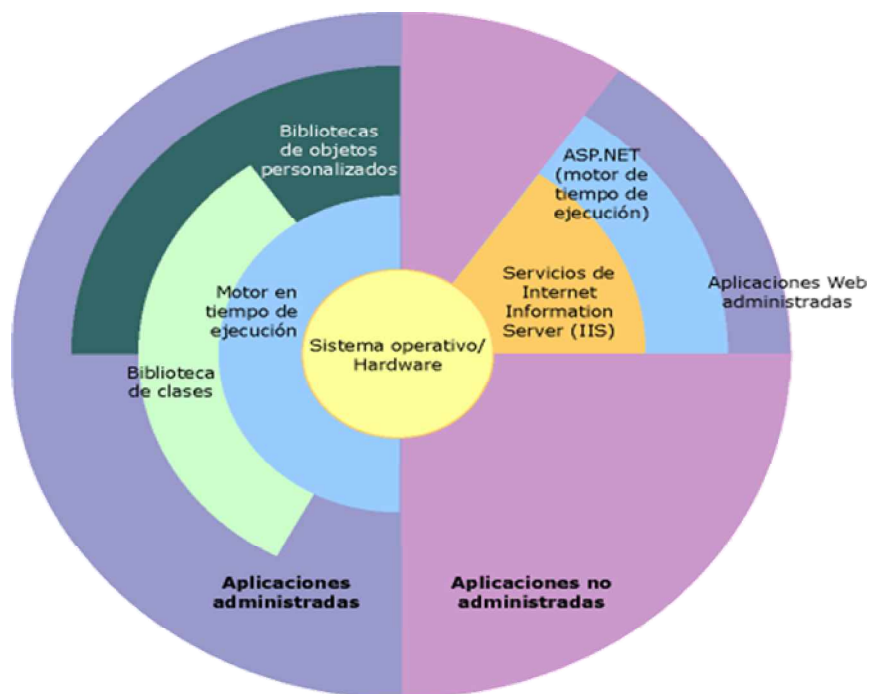 Bibliotecas
de objetos
personalizados
ASP.NET
(motor de
tiempo de
ejecución)
Motor en
tiempo de
ejecución
Servicios de
Internet
Information
Server (IIS)
Aplicaciones Web
administradas
Sistema operativo/
Hardware
Biblioteca
de clases
Aplicaciones
administradas
Aplicaciones no
administradas